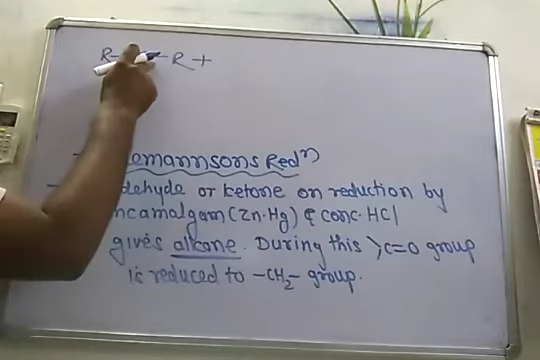 R- -R +
emannsons Redⁿ
dehyde or ketone on reduction by
ncamalgam (Zn-Hg) & conc. HCl
gives alkane. During this >C=O group
is reduced to -CH₂- group.